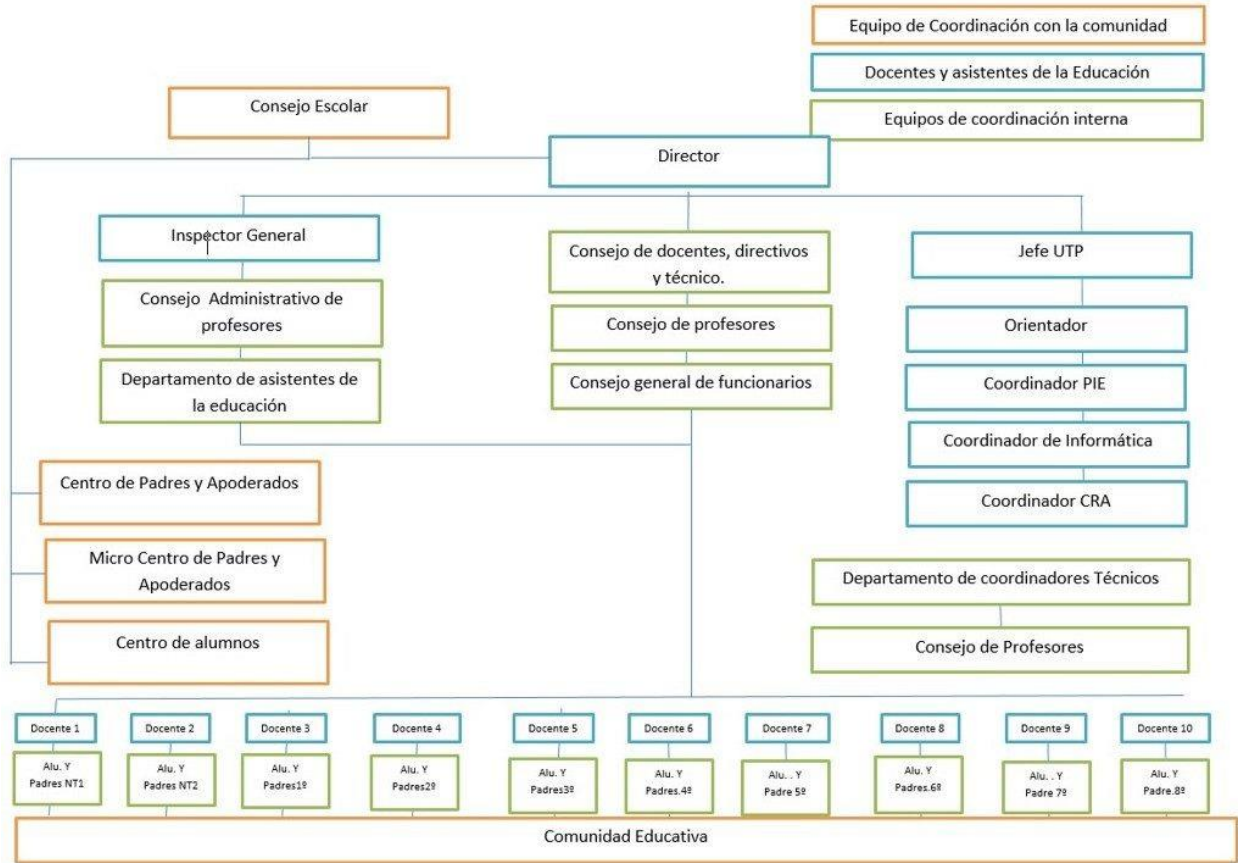 Equipo de Coordinación con la comunidad
Docentes y asistentes de la Educación
Equipos de coordinación interna
Consejo Escolar
Director
Inspector General
Consejo Administrativo de
profesores
Departamento de asistentes de
la educación
Consejo de docentes, directivos
y técnico.
Consejo de profesores
Consejo general de funcionarios
Jefe UTP
Orientador
Coordinador PIE
Coordinador de Informática
Coordinador CRA
Centro de Padres y Apoderados
Micro Centro de Padres y
Apoderados
Centro de alumnos
Departamento de coordinadores Técnicos
Consejo de Profesores
Docente 1
Docente 2
Docente 3
Docente 4
Docente 5
Docente 6
Docente 7
Docente 8
Docente 9
Docente 10
Alu. Y
Padres NT1
Alu. Y
Padres NT2
Alu. Y
Padres1º
Alu. Y
Padres2º
Alu. Y
Padres3º
Alu. Y
Padres.4º
Alu. . Y
Padre 5º
Alu. Y
Padres.6º
Alu. . Y
Padre 7º
Alu. Y
Padre.8º
Comunidad Educativa